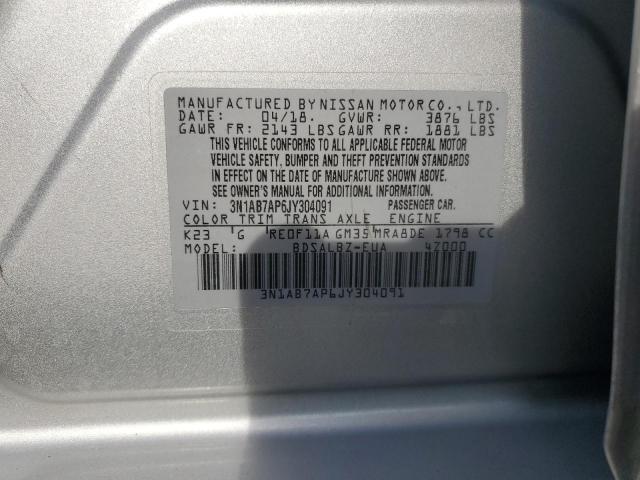 MANUFACTURED BY NISSAN MOTOR CO., LTD.
DATE: 04/18. GVWR: 3876 LBS
GAWR FR: 2143 LBS GAWR RR: 1881 LBS
THIS VEHICLE CONFORMS TO ALL APPLICABLE FEDERAL MOTOR
VEHICLE SAFETY, BUMPER AND THEFT PREVENTION STANDARDS
IN EFFECT ON THE DATE OF MANUFACTURE SHOWN ABOVE.
SEE OWNER'S MANUAL FOR ADDITIONAL INFORMATION.
VIN: 3N1AB7AP6JY304091 PASSENGER CAR.
COLOR TRIM TRANS AXLE ENGINE
K23 G RE0F11A GM35 MRA8DE 1798 CC
MODEL: BDSALBZ-EUA 4Z000
3N1AB7AP6JY304091